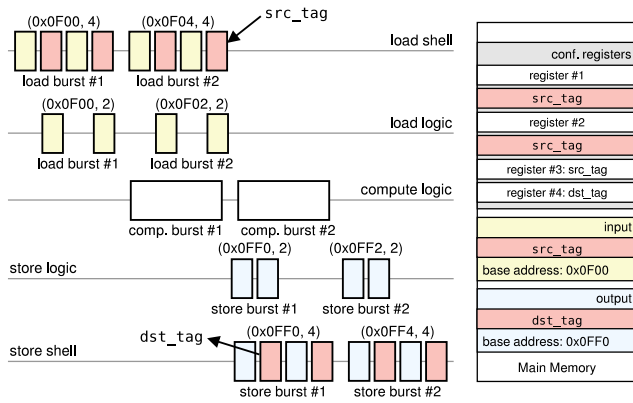 (0x0F00, 4)
(0x0F04, 4)
src_tag
load shell
load burst #1
load burst #2
(0x0F00, 2)
(0x0F02, 2)
load logic
load burst #1
load burst #2
compute logic
comp. burst #1
comp. burst #2
(0x0FF0, 2)
(0x0FF2, 2)
store logic
store burst #1
store burst #2
dst_tag
(0x0FF0, 4)
(0x0FF4, 4)
store shell
store burst #1
store burst #2
conf. registers
register #1
src_tag
register #2
src_tag
register #3: src_tag
register #4: dst_tag
input
src_tag
base address: 0x0F00
output
dst_tag
base address: 0x0FF0
Main Memory